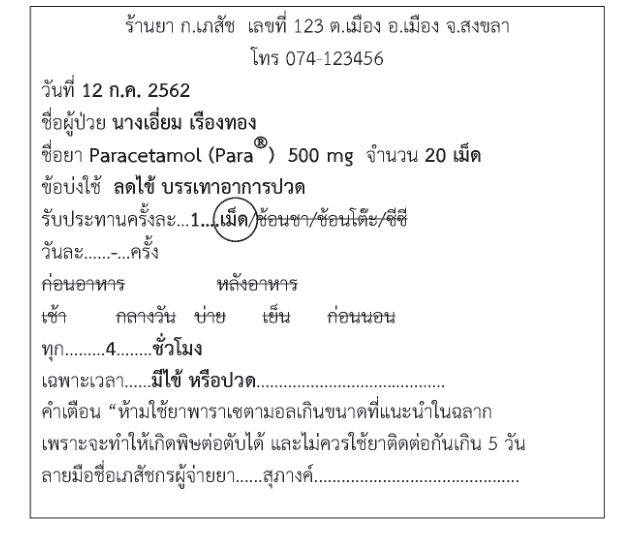 ร้านยา ก.เภสัช เลขที่ 123 ต.เมือง อ.เมือง จ.สงขลา
โทร 074-123456
วันที่ 12 ก.ค. 2562
ชื่อผู้ป่วย นางเอี่ยม เรืองทอง
ชื่อยา Paracetamol (Para®) 500 mg จำนวน 20 เม็ด
ข้อบ่งใช้ ลดไข้ บรรเทาอาการปวด
รับประทานครั้งละ...1....เม็ด/ช้อนชา/ช้อนโต๊ะ/ซีซี
วันละ......-...ครั้ง
ก่อนอาหาร หลังอาหาร
เช้า กลางวัน บ่าย เย็น ก่อนนอน
ทุก.........4........ชั่วโมง
เฉพาะเวลา......มีไข้ หรือปวด..........................................
คำเตือน “ห้ามใช้ยาพาราเซตามอลเกินขนาดที่แนะนำในฉลาก
เพราะจะทำให้เกิดพิษต่อตับได้ และไม่ควรใช้ยาติดต่อกันเกิน 5 วัน
ลายมือชื่อเภสัชกรผู้จ่ายยา......สุภางค์.............................................